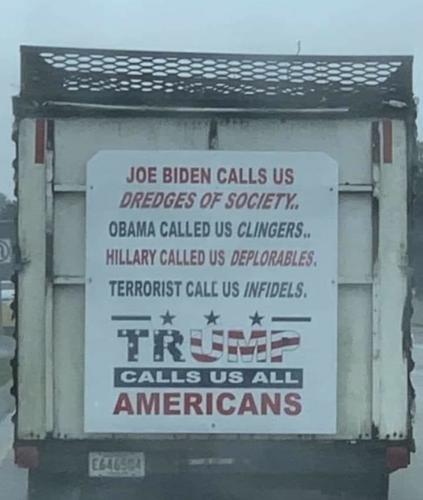 JOE BIDEN CALLS US
DREDGES OF SOCIETY..
OBAMA CALLED US CLINGERS..
HILLARY CALLED US DEPLORABLES.
TERRORIST CALL US INFIDELS.
TRUMP
CALLS US ALL
AMERICANS